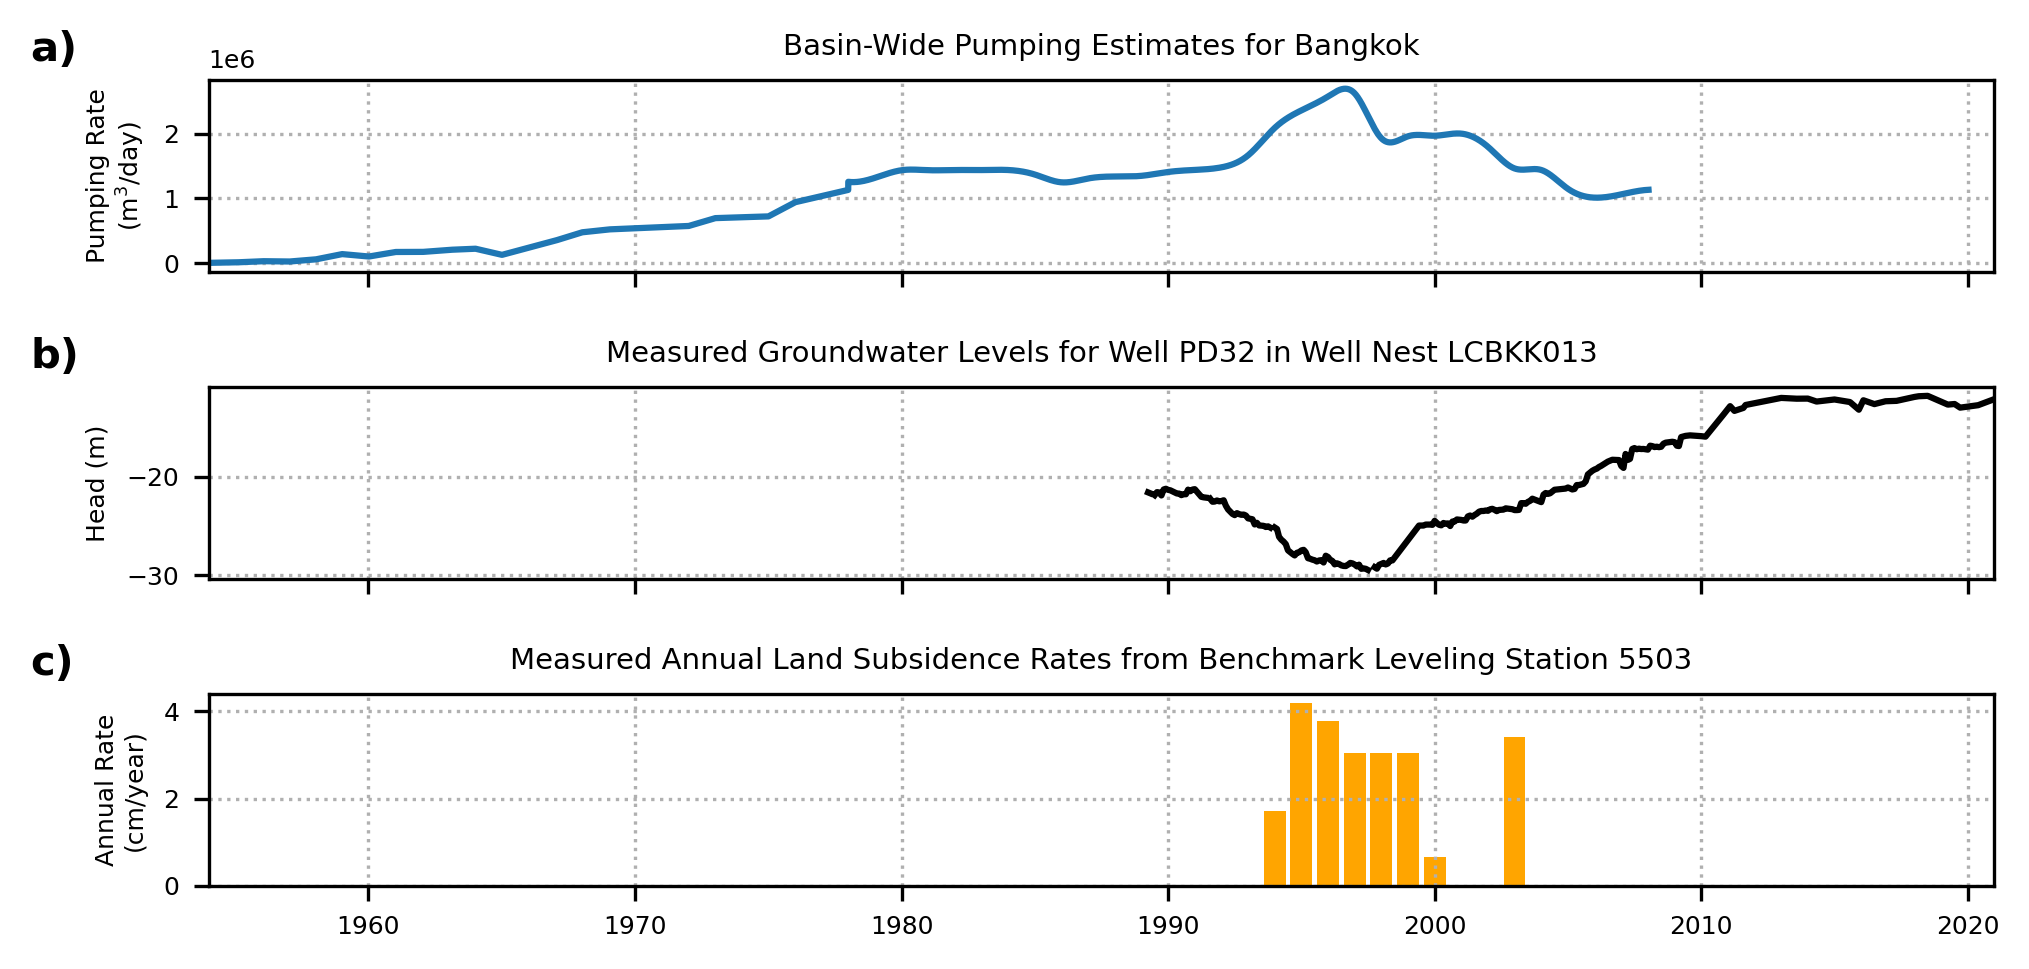 a)
Basin-Wide Pumping Estimates for Bangkok
1e6
Pumping Rate
(m³/day)
2
1
0
b)
Measured Groundwater Levels for Well PD32 in Well Nest LCBKK013
Head (m)
−20
−30
c)
Measured Annual Land Subsidence Rates from Benchmark Leveling Station 5503
Annual Rate
(cm/year)
4
2
0
1960 1970 1980 1990 2000 2010 2020